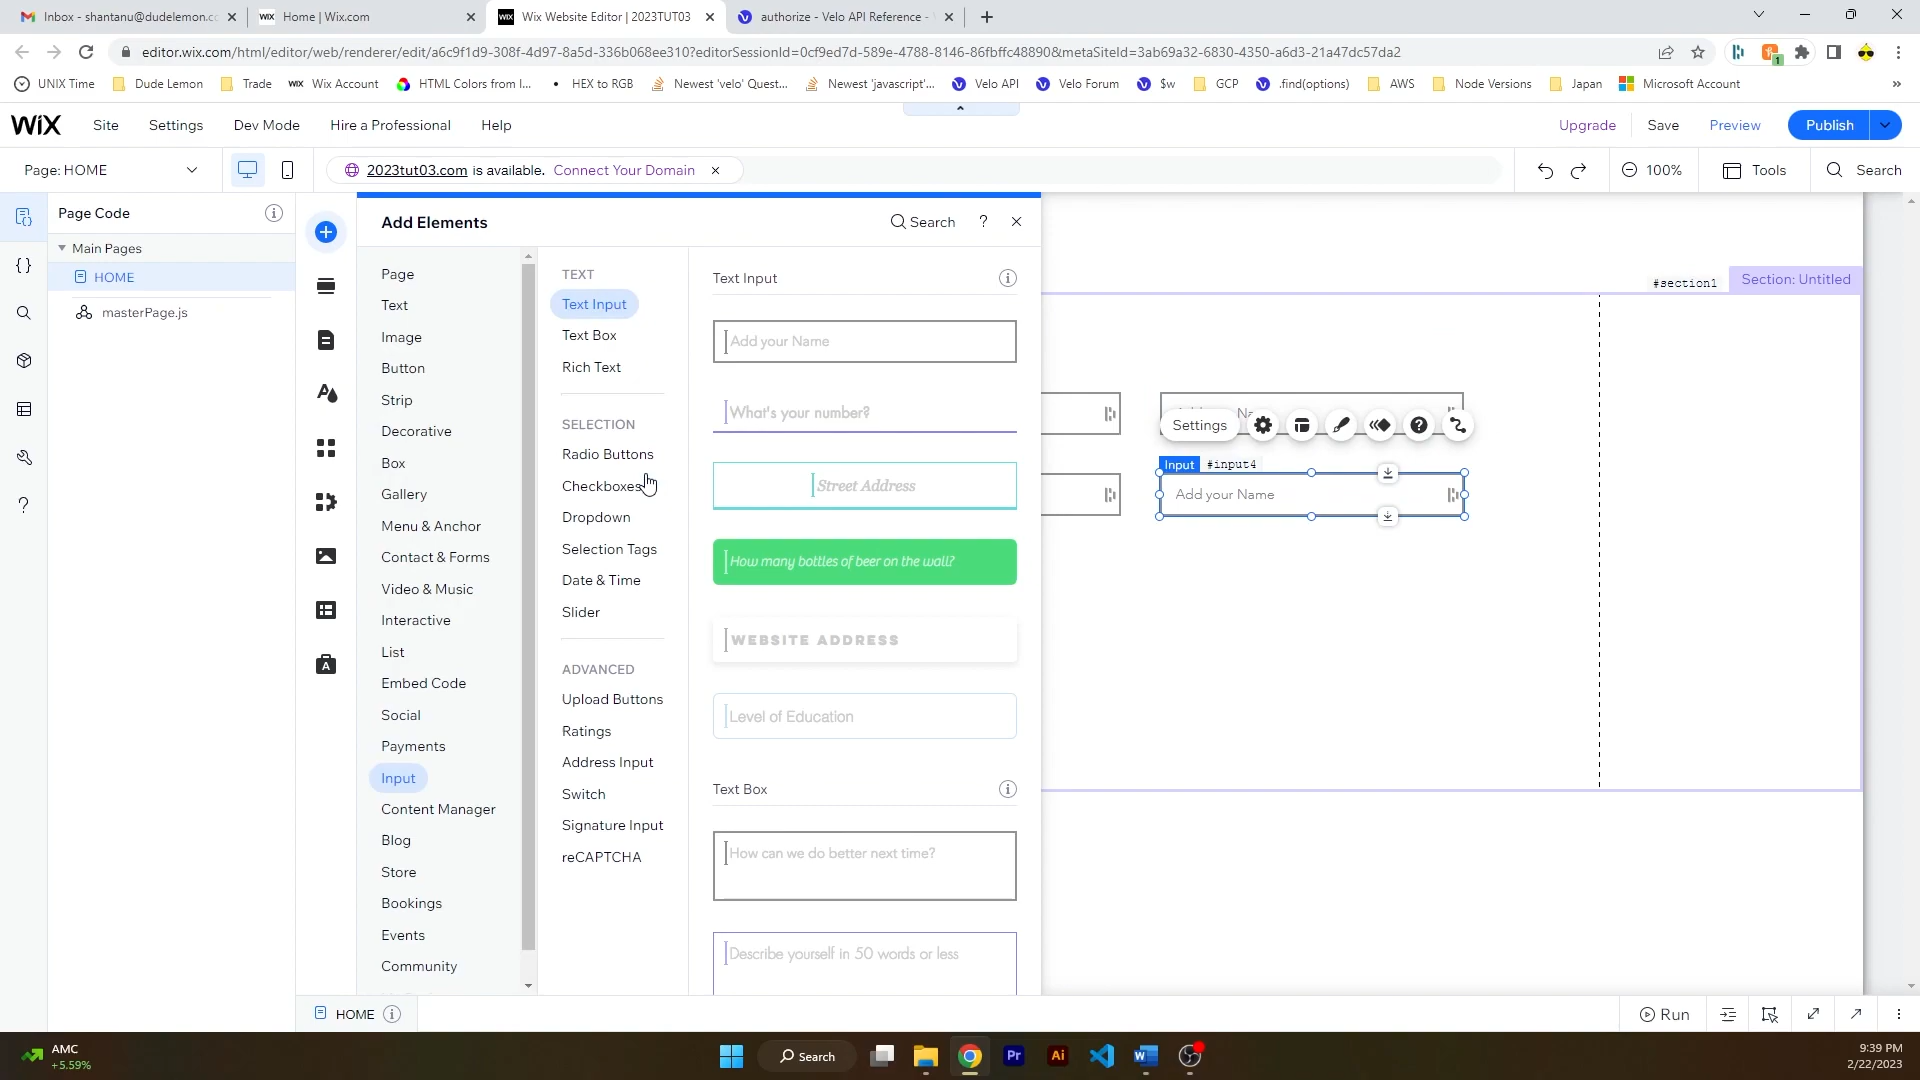 Inbox - shantanu@dudelemon.c
Home | Wix.com
Wix Website Editor | 2023TUT03
authorize - Velo API Reference -
editor.wix.com/html/editor/web/renderer/edit/a6c9f1d9-308f-4d97-8a5d-336b068ee310?editorSessionId=0cf9ed7d-589e-4788-8146-86fbffc48890&metaSiteId=3ab69a32-6830-4350-a6d3-21a47dc57da2
1
UNIX Time
Dude Lemon
Trade
WIX Wix Account
HTML Colors from I...
HEX to RGB
Newest 'velo' Quest...
Newest 'javascript'...
Velo API
Velo Forum
$w
GCP
.find(options)
AWS
Node Versions
Japan
Microsoft Account
»
WIX
Site
Settings
Dev Mode
Hire a Professional
Help
Upgrade
Save
Preview
Publish
Page: HOME
2023tut03.com is available. Connect Your Domain
100%
Tools
Search
Page Code
Main Pages
HOME
masterPage.js
Add Elements
Search
?
Page
Text
Image
Button
Strip
Decorative
Box
Gallery
Menu & Anchor
Contact & Forms
Video & Music
Interactive
List
Embed Code
Social
Payments
Input
Content Manager
Blog
Store
Bookings
Events
Community
TEXT
Text Input
Text Box
Rich Text
SELECTION
Radio Buttons
Checkboxes
Dropdown
Selection Tags
Date & Time
Slider
ADVANCED
Upload Buttons
Ratings
Address Input
Switch
Signature Input
reCAPTCHA
Text Input
Add your Name
What's your number?
Street Address
How many bottles of beer on the wall?
WEBSITE ADDRESS
Level of Education
Text Box
How can we do better next time?
Describe yourself in 50 words or less
#section1
Section: Untitled
Settings
Input #input4
Add your Name
HOME
Run
AMC
+5.59%
Search
Pr
Ai
9:39 PM
2/22/2023